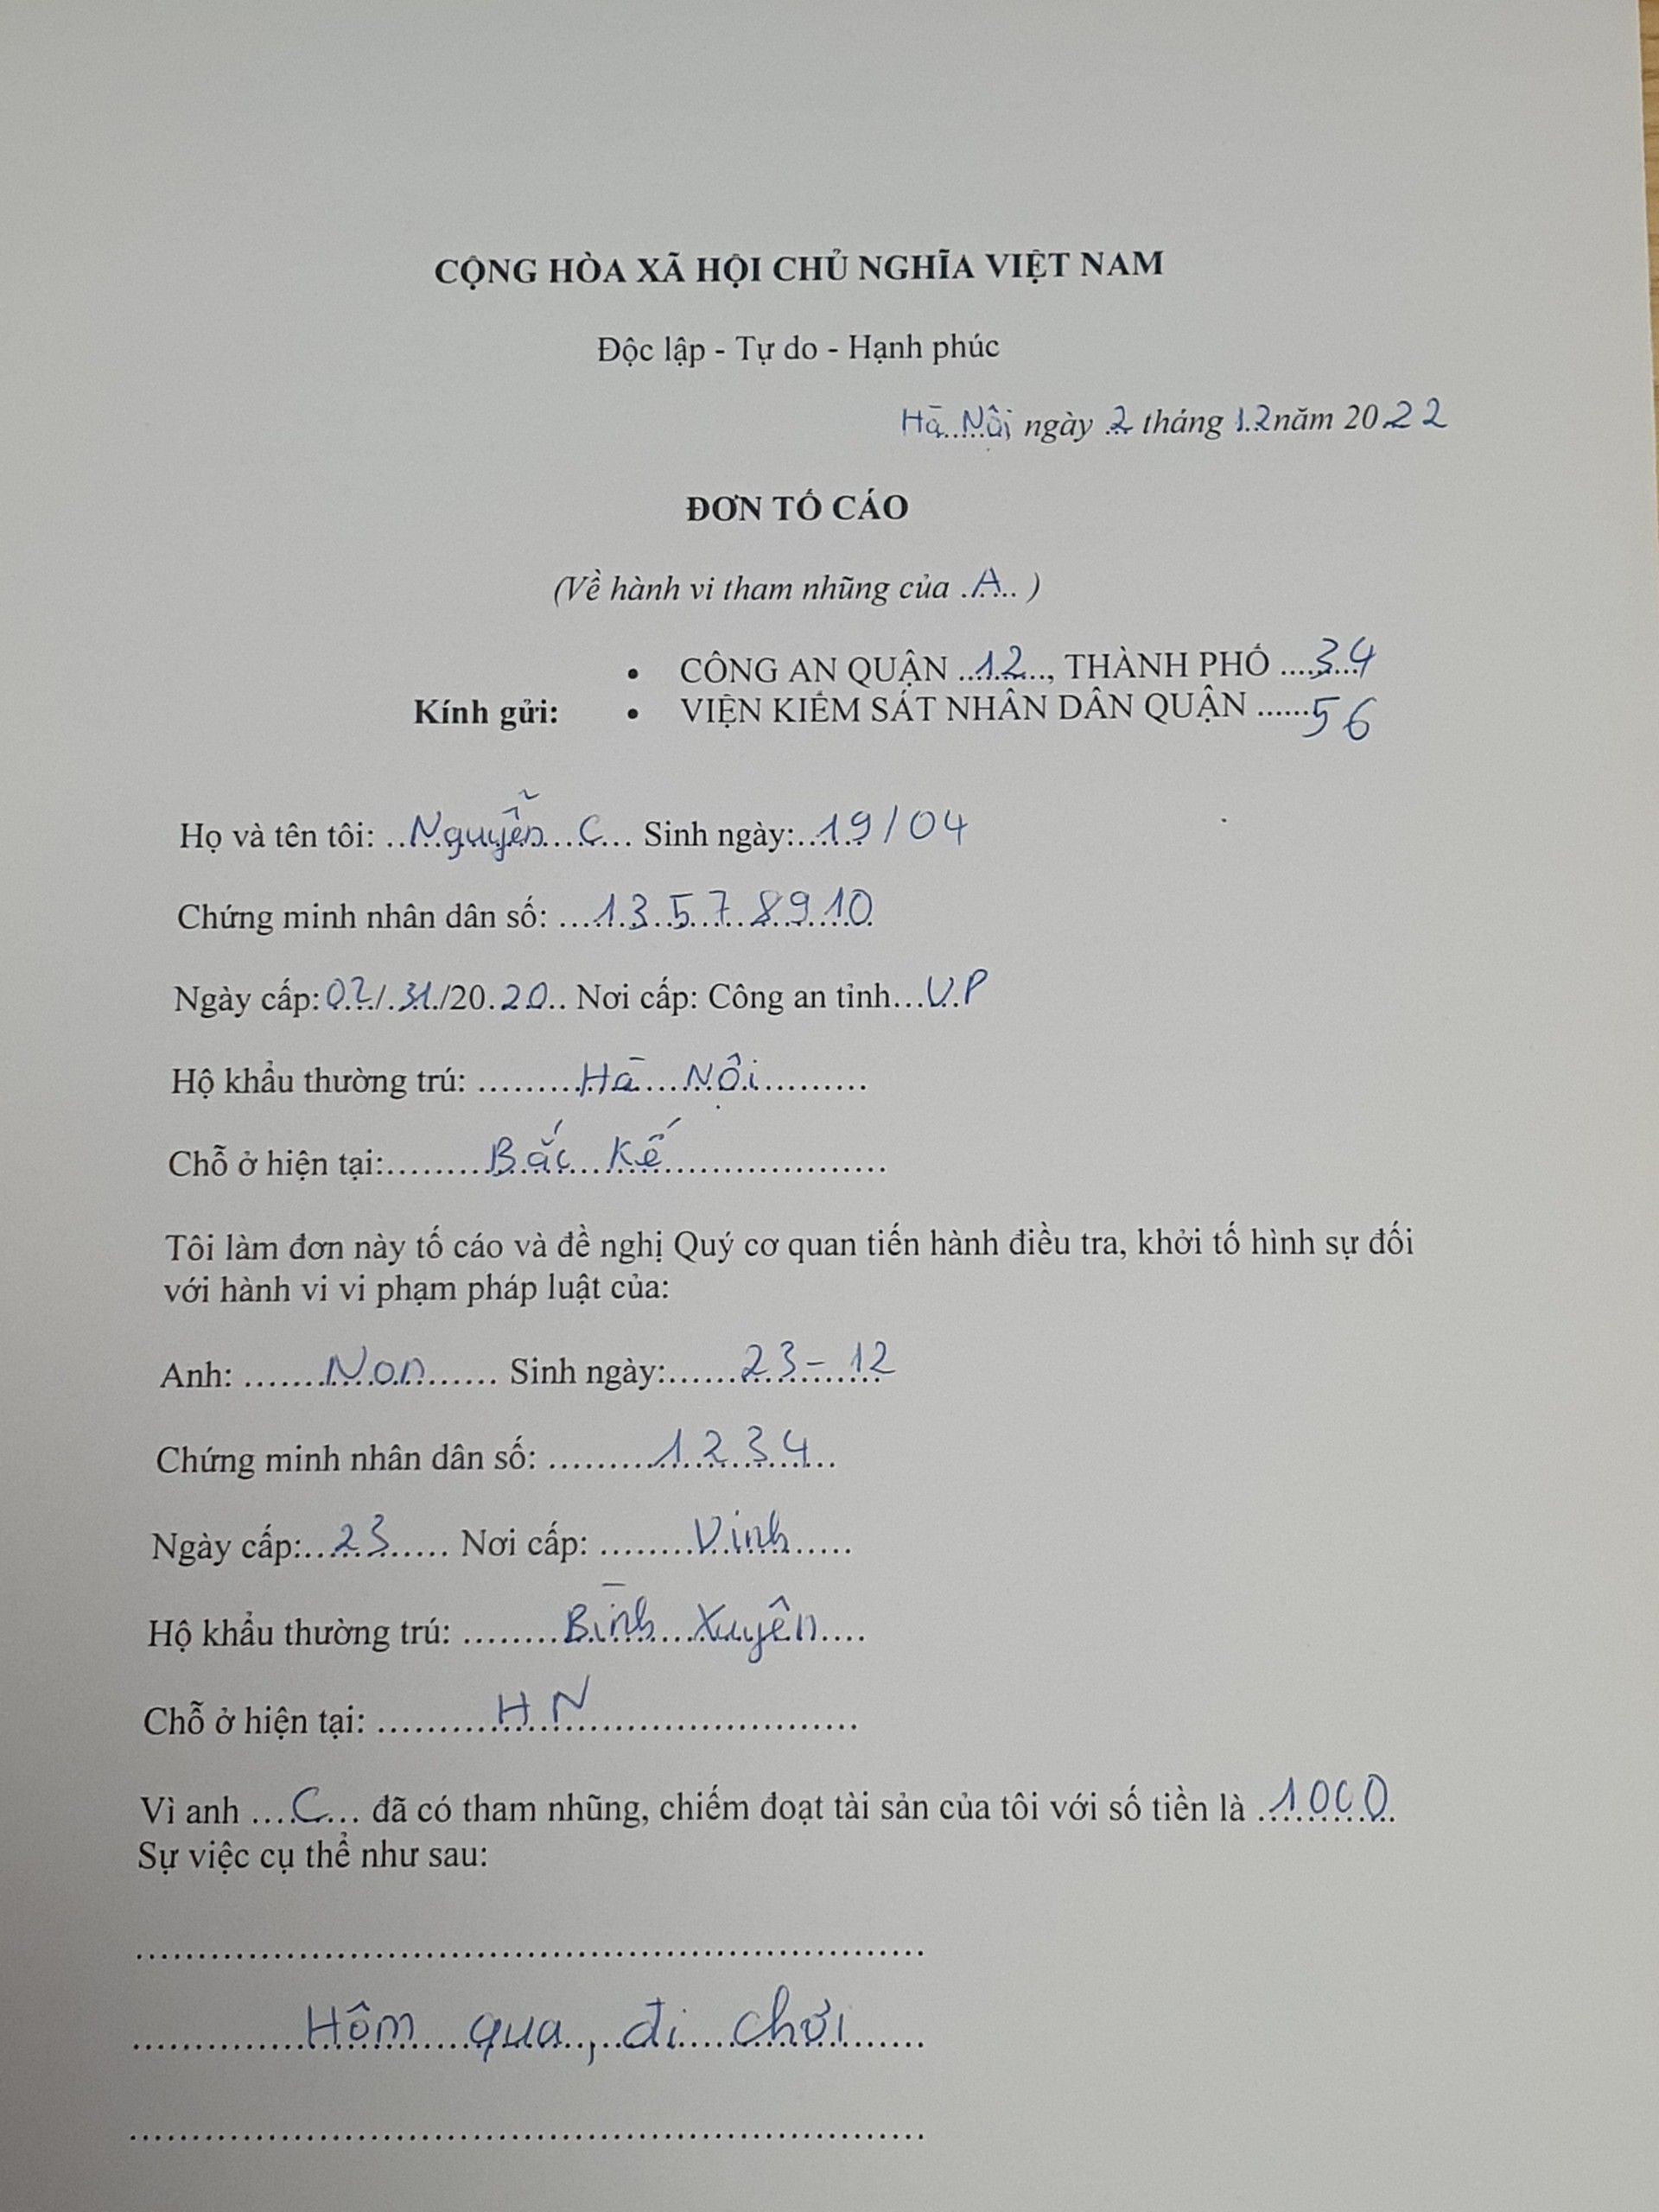 CỘNG HÒA XÃ HỘI CHỦ NGHĨA VIỆT NAM
Độc lập - Tự do - Hạnh phúc
Hà Nội ngày 2 tháng 12 năm 2022
ĐƠN TỐ CÁO
(Về hành vi tham nhũng của .A.. )
Kính gửi:
• CÔNG AN QUẬN ..12.., THÀNH PHỐ ....34
• VIỆN KIỂM SÁT NHÂN DÂN QUẬN ......56
Họ và tên tôi: ..Nguyễn...C... Sinh ngày:...19/04
Chứng minh nhân dân số: ...13578910
Ngày cấp:02/.31./20.20.. Nơi cấp: Công an tỉnh...V.P
Hộ khẩu thường trú: .........Hà....Nội.........
Chỗ ở hiện tại:........Bắc...Kế..................
Tôi làm đơn này tố cáo và đề nghị Quý cơ quan tiến hành điều tra, khởi tố hình sự đối
với hành vi vi phạm pháp luật của:
Anh: .......Non...... Sinh ngày:......23-12
Chứng minh nhân dân số: .........1234..
Ngày cấp:...23..... Nơi cấp: ........Vinh.....
Hộ khẩu thường trú: ........Bình...Xuyên....
Chỗ ở hiện tại: ..........HN.....................
Vì anh ...C... đã có tham nhũng, chiếm đoạt tài sản của tôi với số tiền là ..1000
Sự việc cụ thể như sau:
..............................................................
.............Hôm...qua..,..đi....chơi......
..............................................................